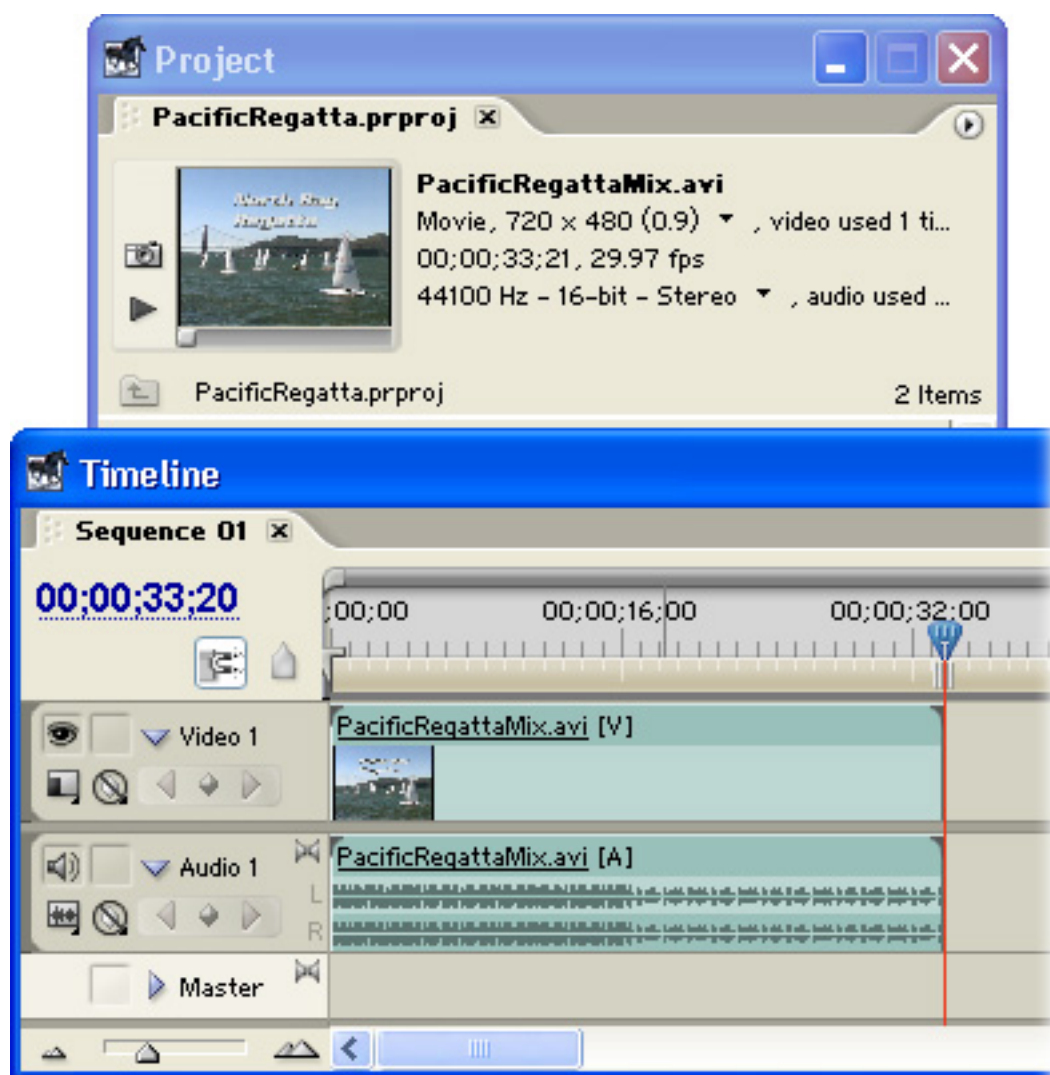 Project
PacificRegatta.prproj
North Bay
Regatta
PacificRegattaMix.avi
Movie, 720 x 480 (0.9) , video used 1 ti...
00;00;33;21, 29.97 fps
44100 Hz - 16-bit - Stereo , audio used ...
PacificRegatta.prproj
2 Items
Timeline
Sequence 01
00;00;33;20
;00;00 00;00;16;00 00;00;32;00
Video 1
PacificRegattaMix.avi [V]
Audio 1
PacificRegattaMix.avi [A]
L
R
Master